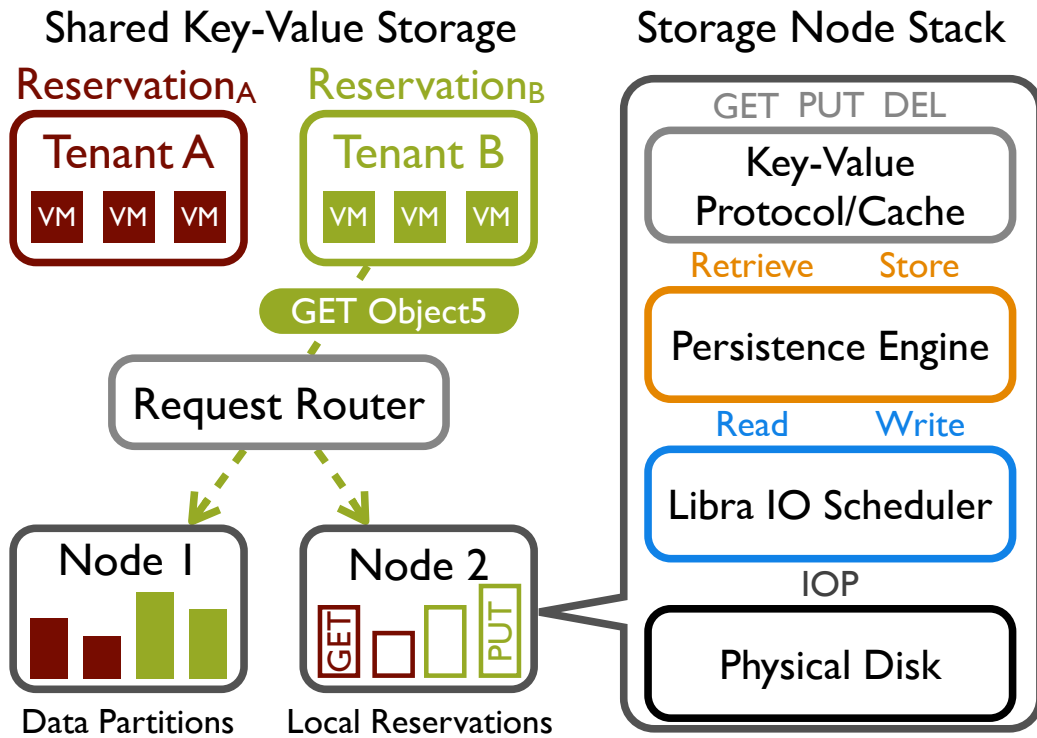 Shared Key-Value Storage
Reservation_A
Reservation_B
Tenant A
VM VM VM
Tenant B
VM VM VM
GET Object5
Request Router
Node 1
Data Partitions
Node 2
GET
PUT
Local Reservations
Storage Node Stack
GET PUT DEL
Key-Value
Protocol/Cache
Retrieve Store
Persistence Engine
Read Write
Libra IO Scheduler
IOP
Physical Disk